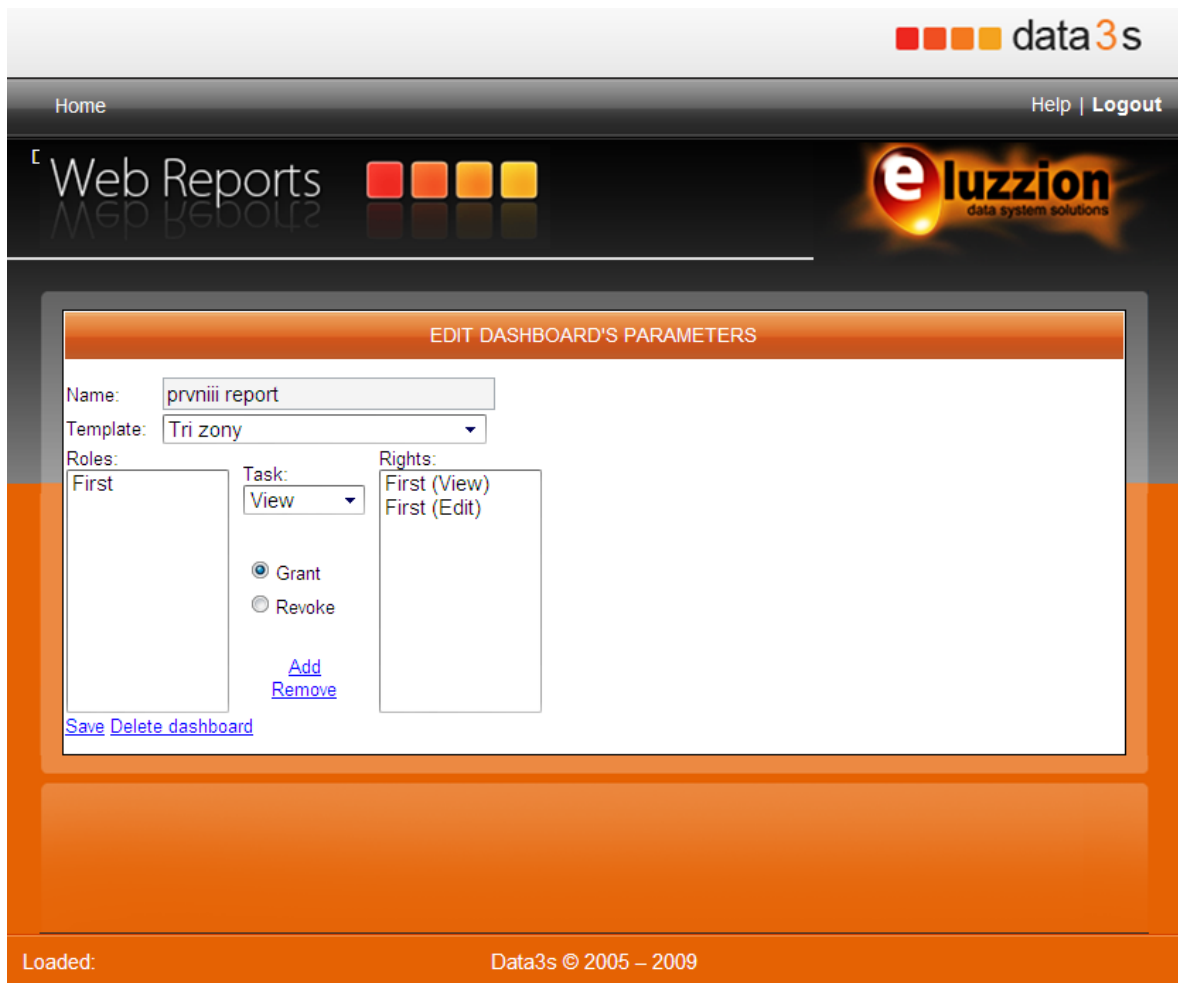 data3s
Home
Help | Logout
[
Web Reports
e luzzion
data system solutions
EDIT DASHBOARD'S PARAMETERS
Name: prvniii report
Template: Tri zony
Roles:
First
Task:
View
Grant
Revoke
Add
Remove
Rights:
First (View)
First (Edit)
Save Delete dashboard
Loaded:
Data3s © 2005 – 2009